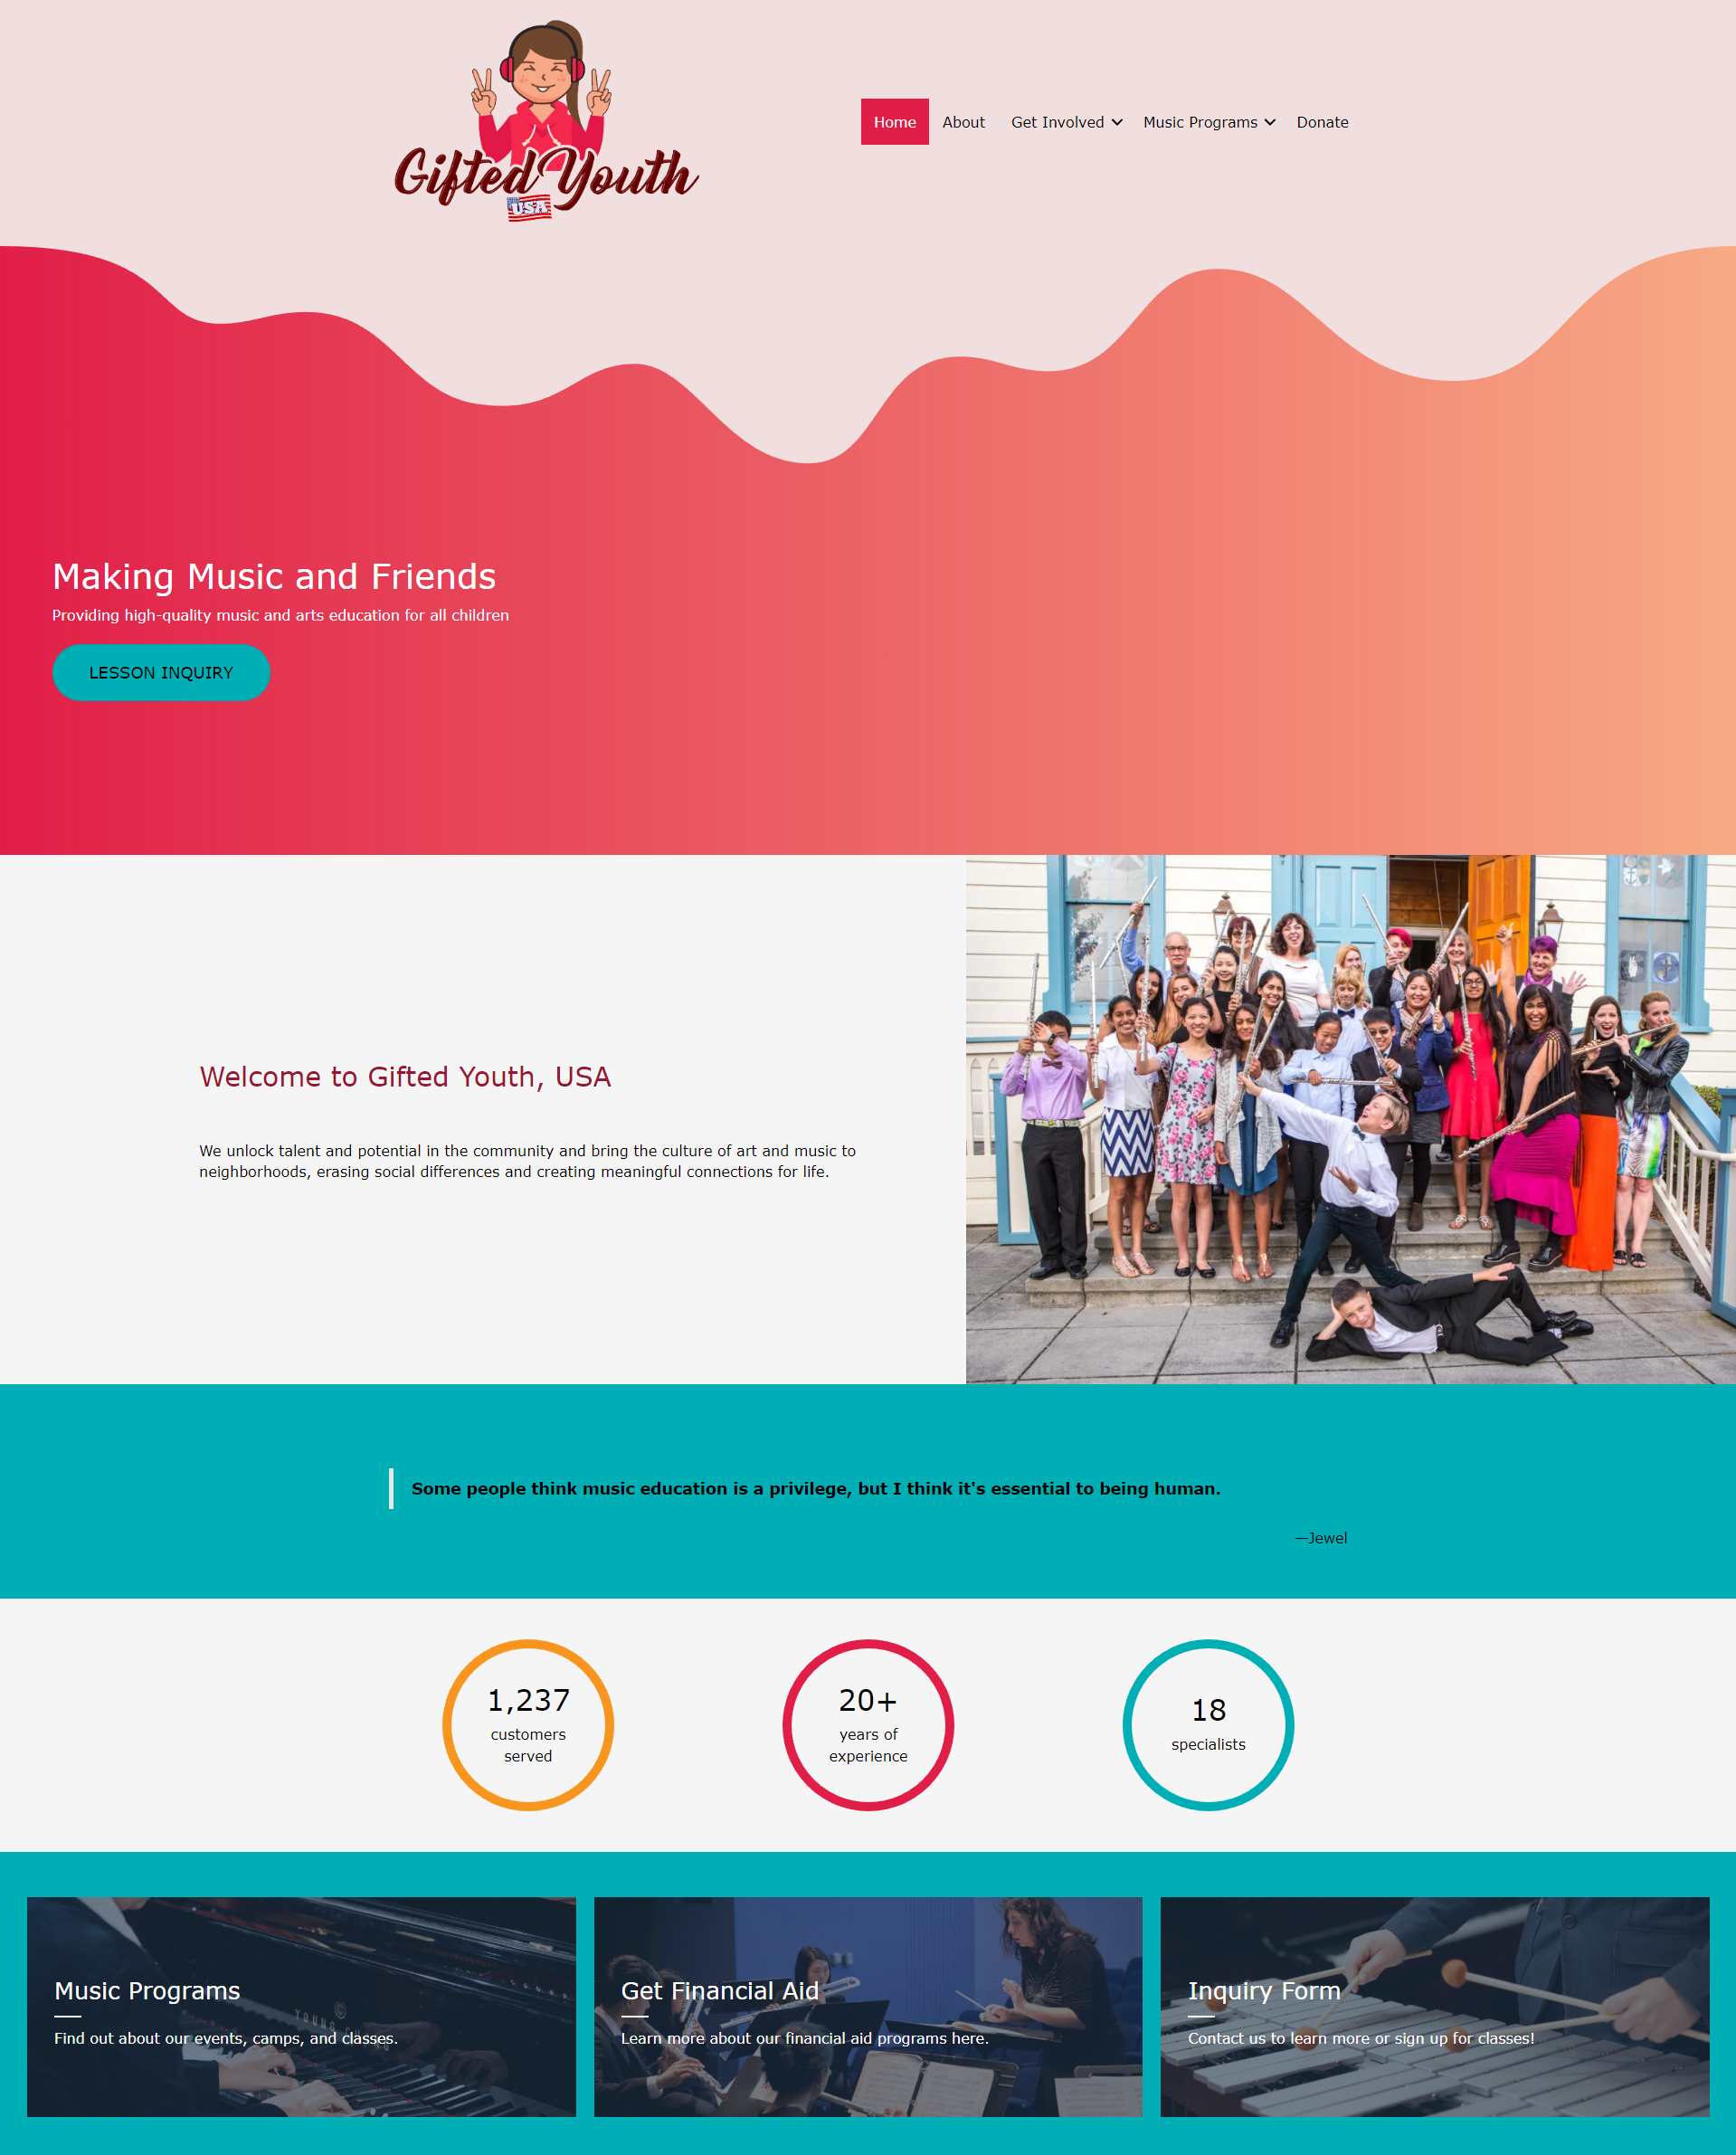 Gifted Youth
USA
Home About Get Involved Music Programs Donate
Making Music and Friends
Providing high-quality music and arts education for all children
LESSON INQUIRY
Welcome to Gifted Youth, USA
We unlock talent and potential in the community and bring the culture of art and music to
neighborhoods, erasing social differences and creating meaningful connections for life.
Some people think music education is a privilege, but I think it's essential to being human.
—Jewel
1,237
customers
served
20+
years of
experience
18
specialists
Music Programs
Find out about our events, camps, and classes.
Get Financial Aid
Learn more about our financial aid programs here.
Inquiry Form
Contact us to learn more or sign up for classes!